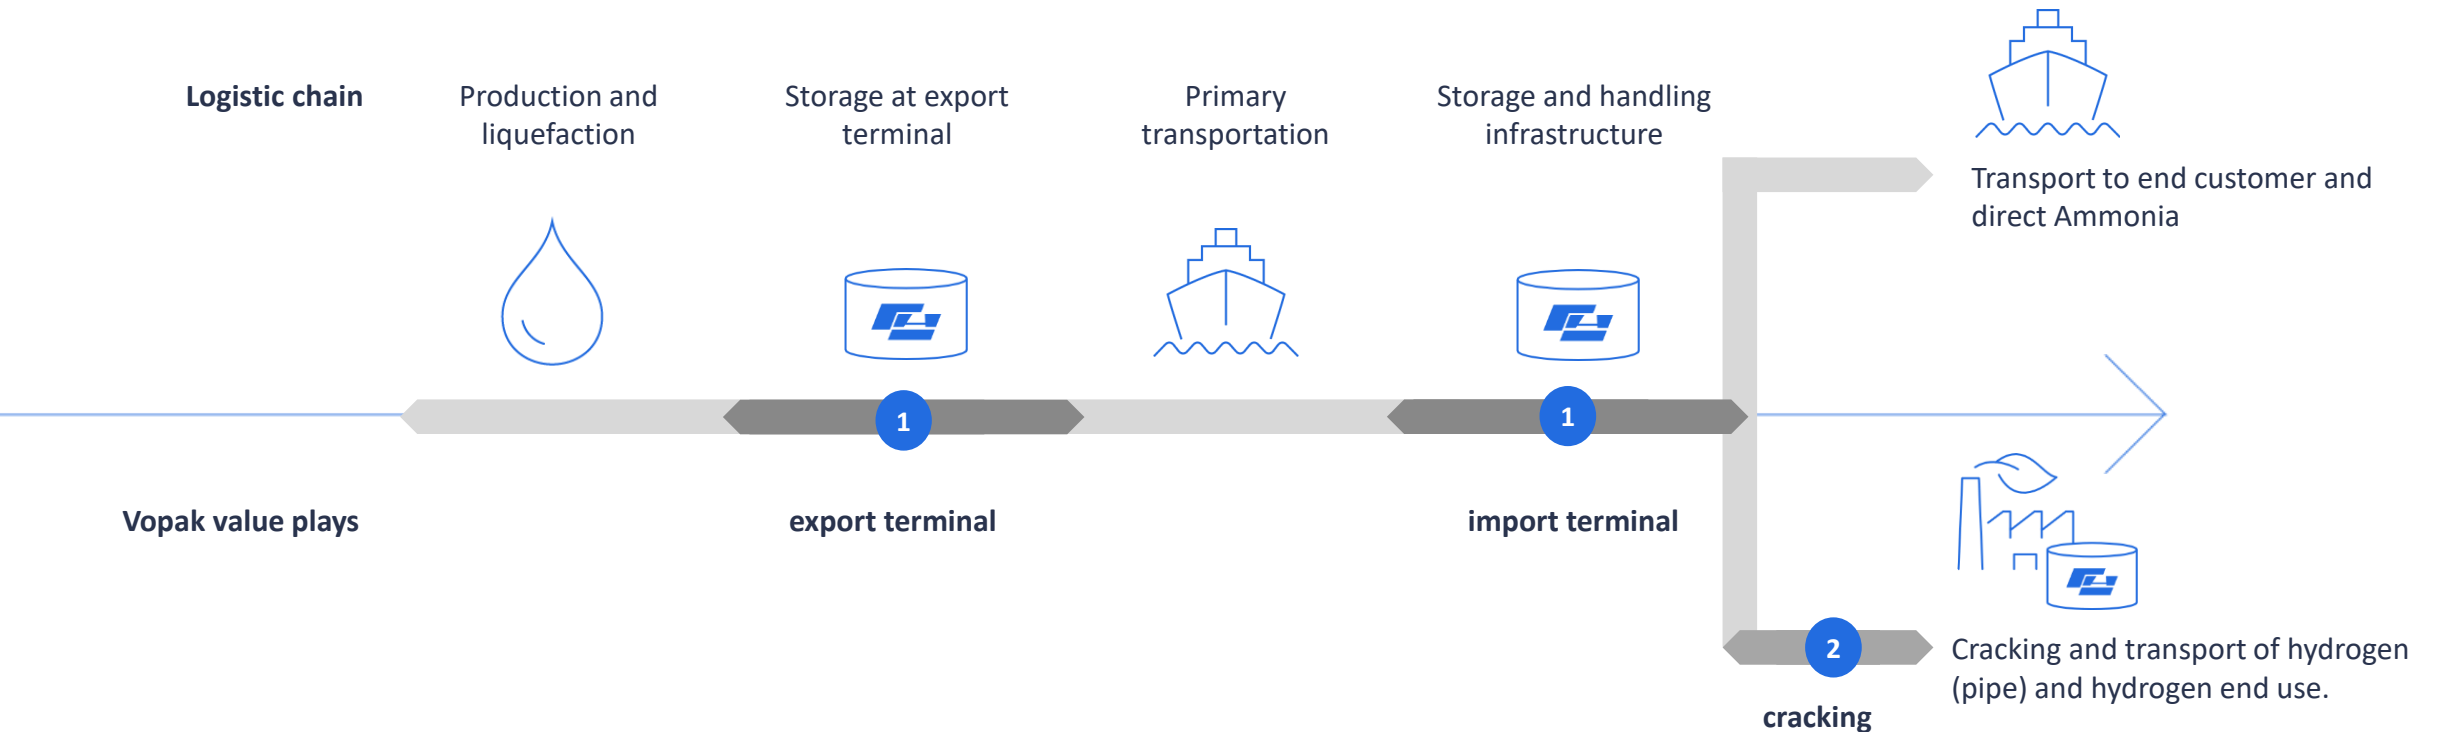 Logistic chain
Production and
liquefaction
Storage at export
terminal
Primary
transportation
Storage and handling
infrastructure
Transport to end customer and
direct Ammonia
1
1
Vopak value plays
export terminal
import terminal
2
cracking
Cracking and transport of hydrogen
(pipe) and hydrogen end use.